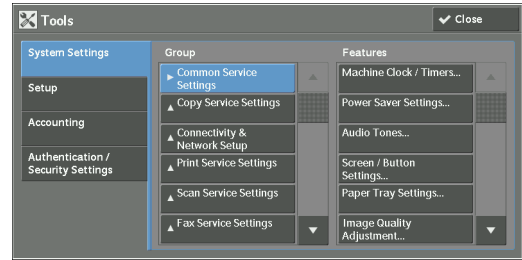 Tools
Close
System Settings
Setup
Accounting
Authentication /
Security Settings
Group
Common Service
Settings
Copy Service Settings
Connectivity &
Network Setup
Print Service Settings
Scan Service Settings
Fax Service Settings
Features
Machine Clock / Timers...
Power Saver Settings...
Audio Tones...
Screen / Button
Settings...
Paper Tray Settings...
Image Quality
Adjustment...